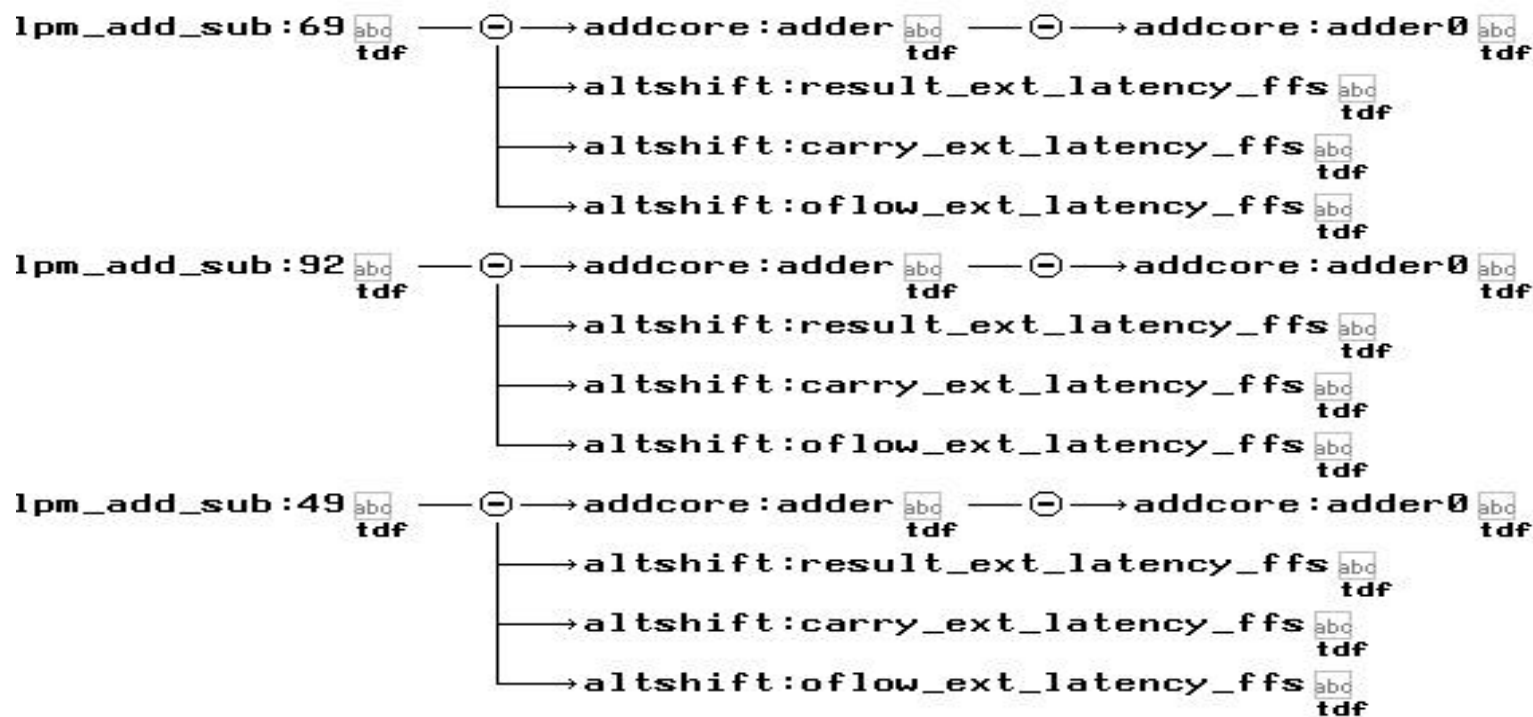 lpm_add_sub:69 abc addcore:adder abc addcore:adder0 abc
tdf tdf tdf
altshift:result_ext_latency_ffs abc
tdf
altshift:carry_ext_latency_ffs abc
tdf
altshift:oflow_ext_latency_ffs abc
tdf
lpm_add_sub:92 abc addcore:adder abc addcore:adder0 abc
tdf tdf tdf
altshift:result_ext_latency_ffs abc
tdf
altshift:carry_ext_latency_ffs abc
tdf
altshift:oflow_ext_latency_ffs abc
tdf
lpm_add_sub:49 abc addcore:adder abc addcore:adder0 abc
tdf tdf tdf
altshift:result_ext_latency_ffs abc
tdf
altshift:carry_ext_latency_ffs abc
tdf
altshift:oflow_ext_latency_ffs abc
tdf